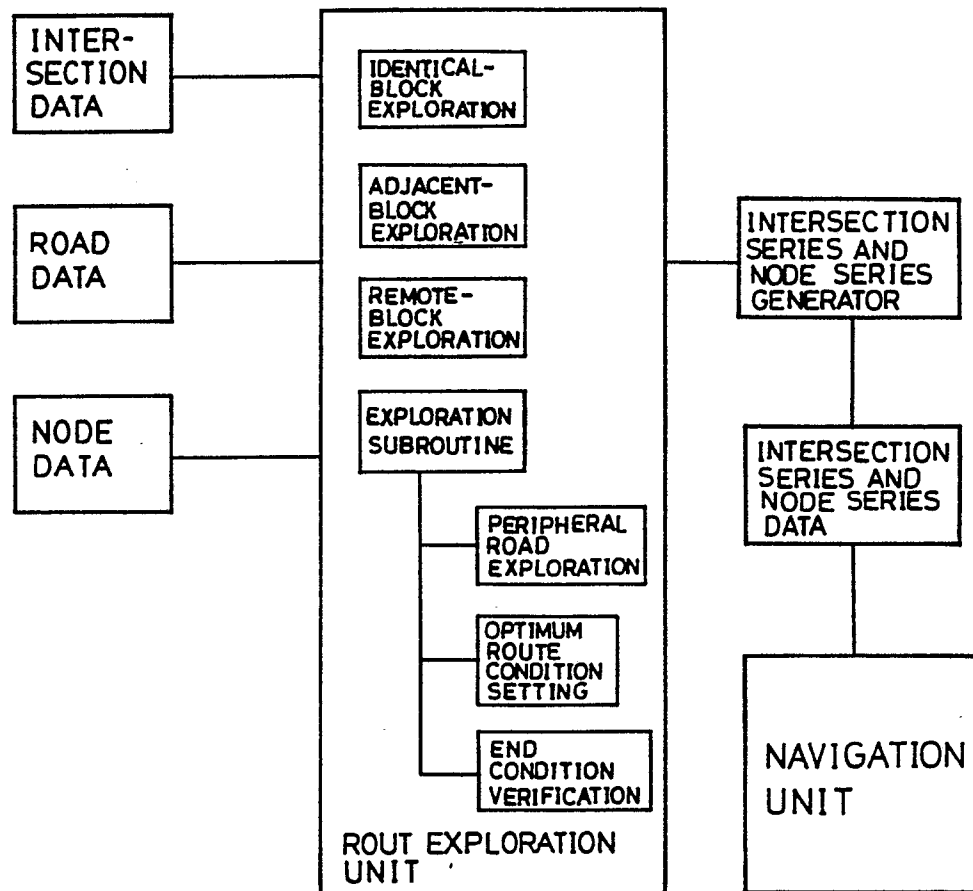 INTER-
SECTION
DATA
ROAD
DATA
NODE
DATA
IDENTICAL-
BLOCK
EXPLORATION
ADJACENT-
BLOCK
EXPLORATION
REMOTE-
BLOCK
EXPLORATION
EXPLORATION
SUBROUTINE
PERIPHERAL
ROAD
EXPLORATION
OPTIMUM
ROUTE
CONDITION
SETTING
END
CONDITION
VERIFICATION
ROUT EXPLORATION
UNIT
INTERSECTION
SERIES AND
NODE SERIES
GENERATOR
INTERSECTION
SERIES AND
NODE SERIES
DATA
NAVIGATION
UNIT